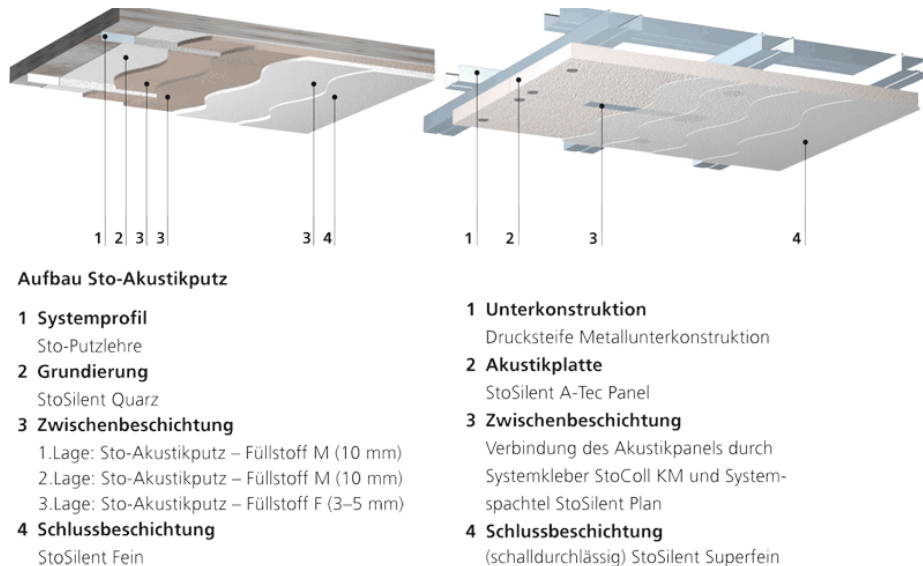 1 2 3 3 3 4
1 2 3 4
Aufbau Sto-Akustikputz
1 Systemprofil
Sto-Putzlehre
2 Grundierung
StoSilent Quarz
3 Zwischenbeschichtung
1.Lage: Sto-Akustikputz – Füllstoff M (10 mm)
2.Lage: Sto-Akustikputz – Füllstoff M (10 mm)
3.Lage: Sto-Akustikputz – Füllstoff F (3–5 mm)
4 Schlussbeschichtung
StoSilent Fein
1 Unterkonstruktion
Drucksteife Metallunterkonstruktion
2 Akustikplatte
StoSilent A-Tec Panel
3 Zwischenbeschichtung
Verbindung des Akustikpanels durch
Systemkleber StoColl KM und System-
spachtel StoSilent Plan
4 Schlussbeschichtung
(schalldurchlässig) StoSilent Superfein